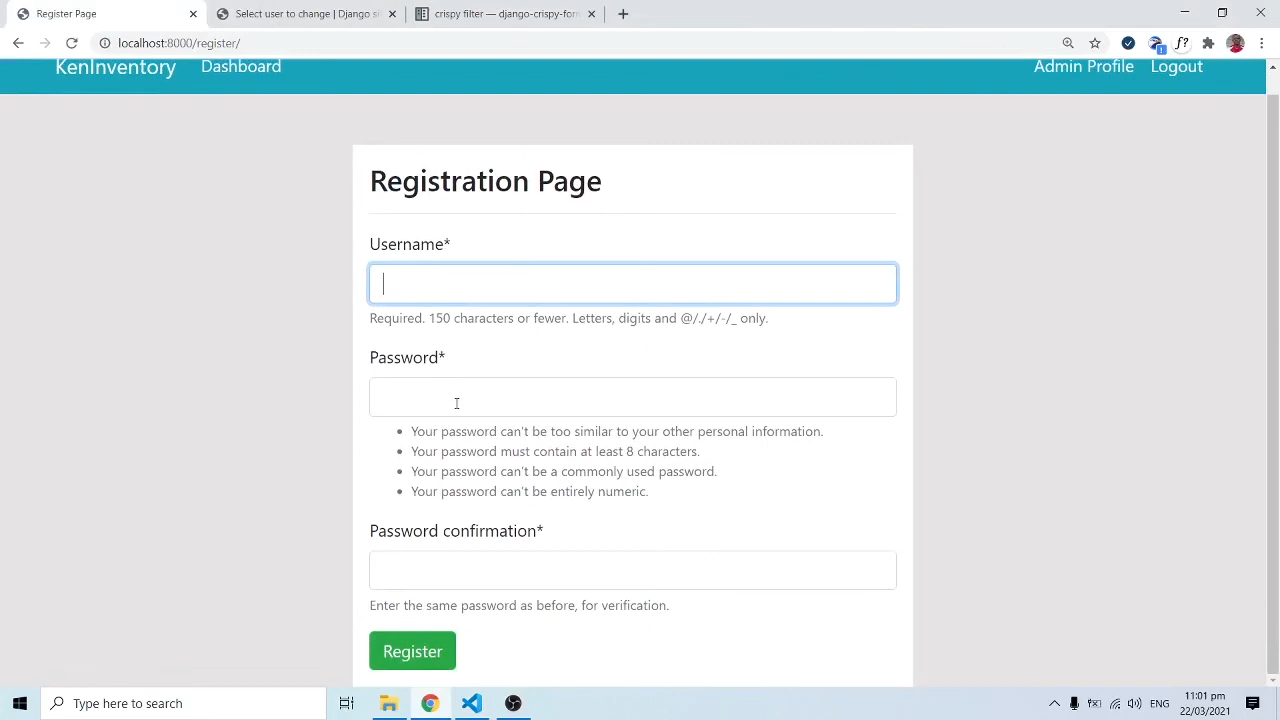 Register Page
Select user to change | Django si
crispy filter — django-crispy-forn
localhost:8000/register/
KenInventory
Dashboard
Admin Profile
Logout
Registration Page
Username*
Required. 150 characters or fewer. Letters, digits and @/./+/-/_ only.
Password*
Your password can't be too similar to your other personal information.
Your password must contain at least 8 characters.
Your password can't be a commonly used password.
Your password can't be entirely numeric.
Password confirmation*
Enter the same password as before, for verification.
Register
Type here to search
ENG
11:01 pm
22/03/2021